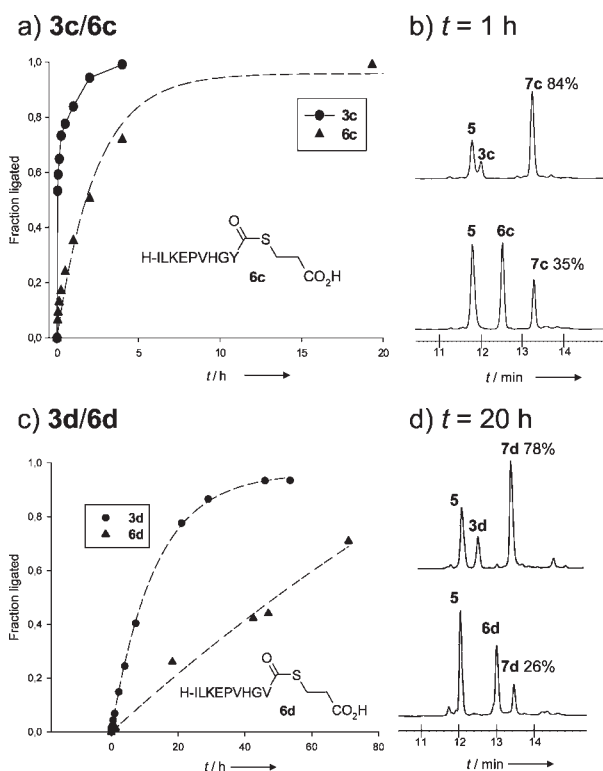 a) 3c/6c
1,0
0,8
0,6
0,4
0,2
0,0
Fraction ligated
0 5 10 15 20
t / h
3c
6c
H-ILKEPVHGY
O
S
CO2H
6c
b) t = 1 h
7c 84%
5
3c
5
6c
7c 35%
11 12 13 14
t / min
c) 3d/6d
1,0
0,8
0,6
0,4
0,2
0,0
Fraction ligated
0 20 40 60 80
t / h
3d
6d
H-ILKEPVHGV
O
S
CO2H
6d
d) t = 20 h
7d 78%
5
3d
5
6d
7d 26%
11 12 13 14
t / min